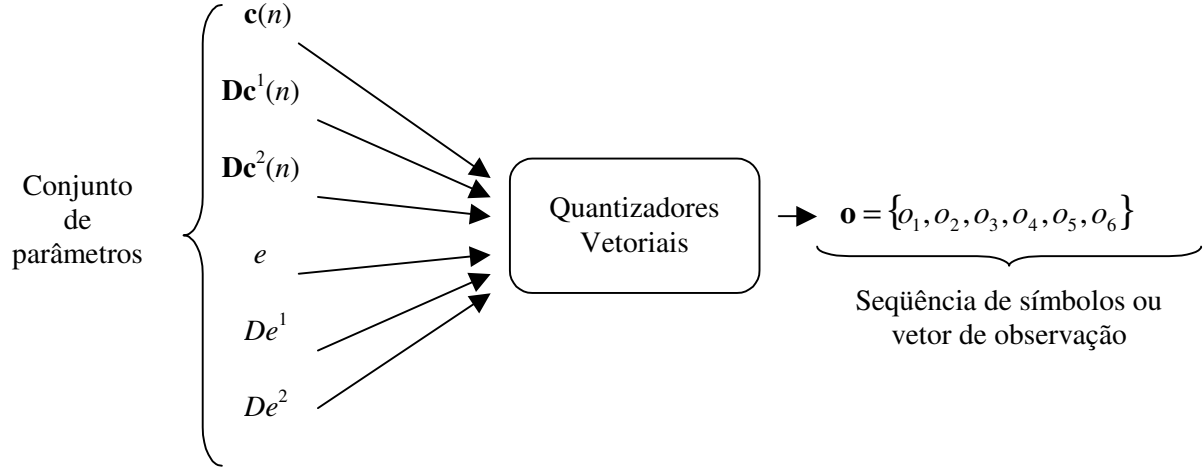 c(n)
Dc¹(n)
Dc²(n)
Conjunto
de
parâmetros
e
De¹
De²
Quantizadores
Vetoriais
o = {o₁, o₂, o₃, o₄, o₅, o₆}
Seqüência de símbolos ou
vetor de observação